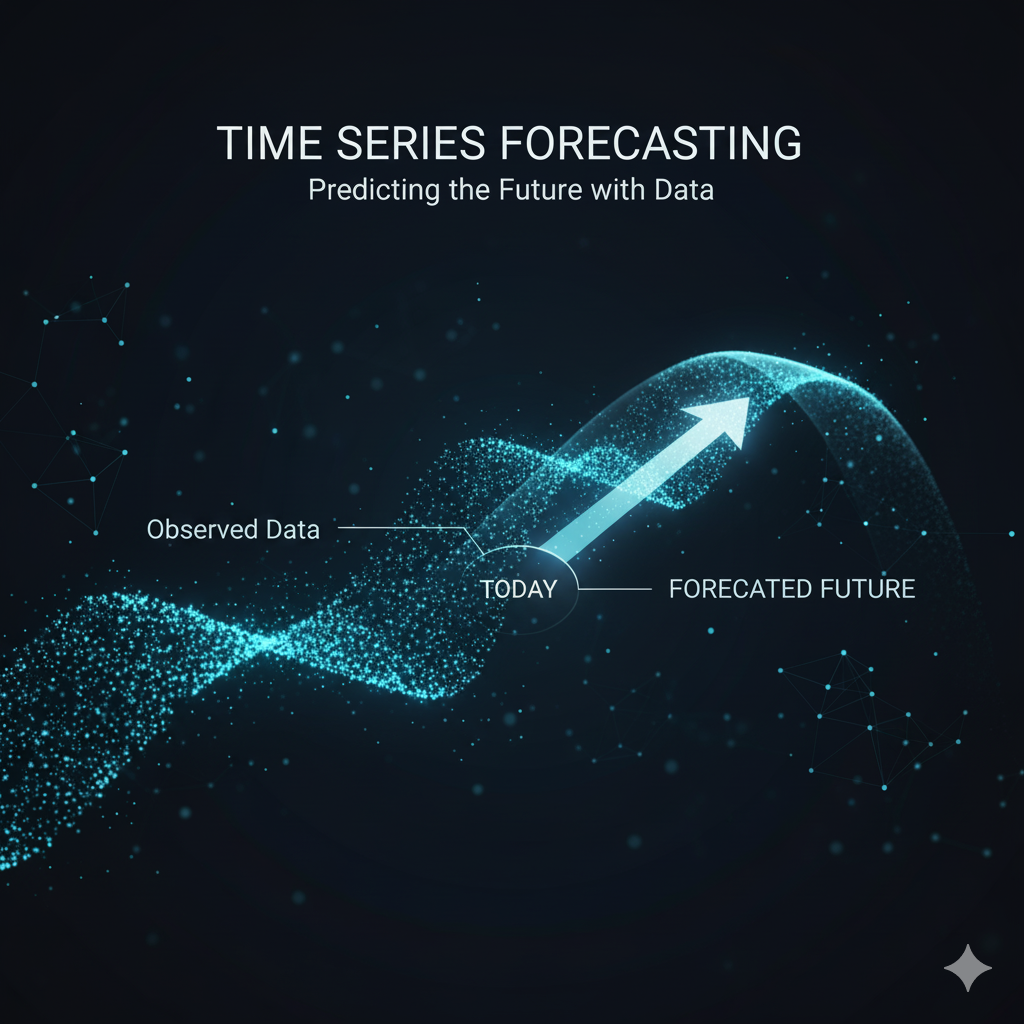 TIME SERIES FORECASTING
Predicting the Future with Data
Observed Data
TODAY
FORECATED FUTURE